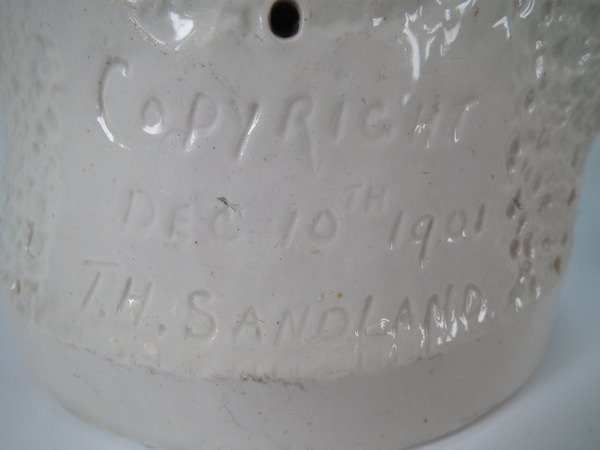 COPYRIGHT
DEC. 10TH 1901
T.H. SANDLAND.